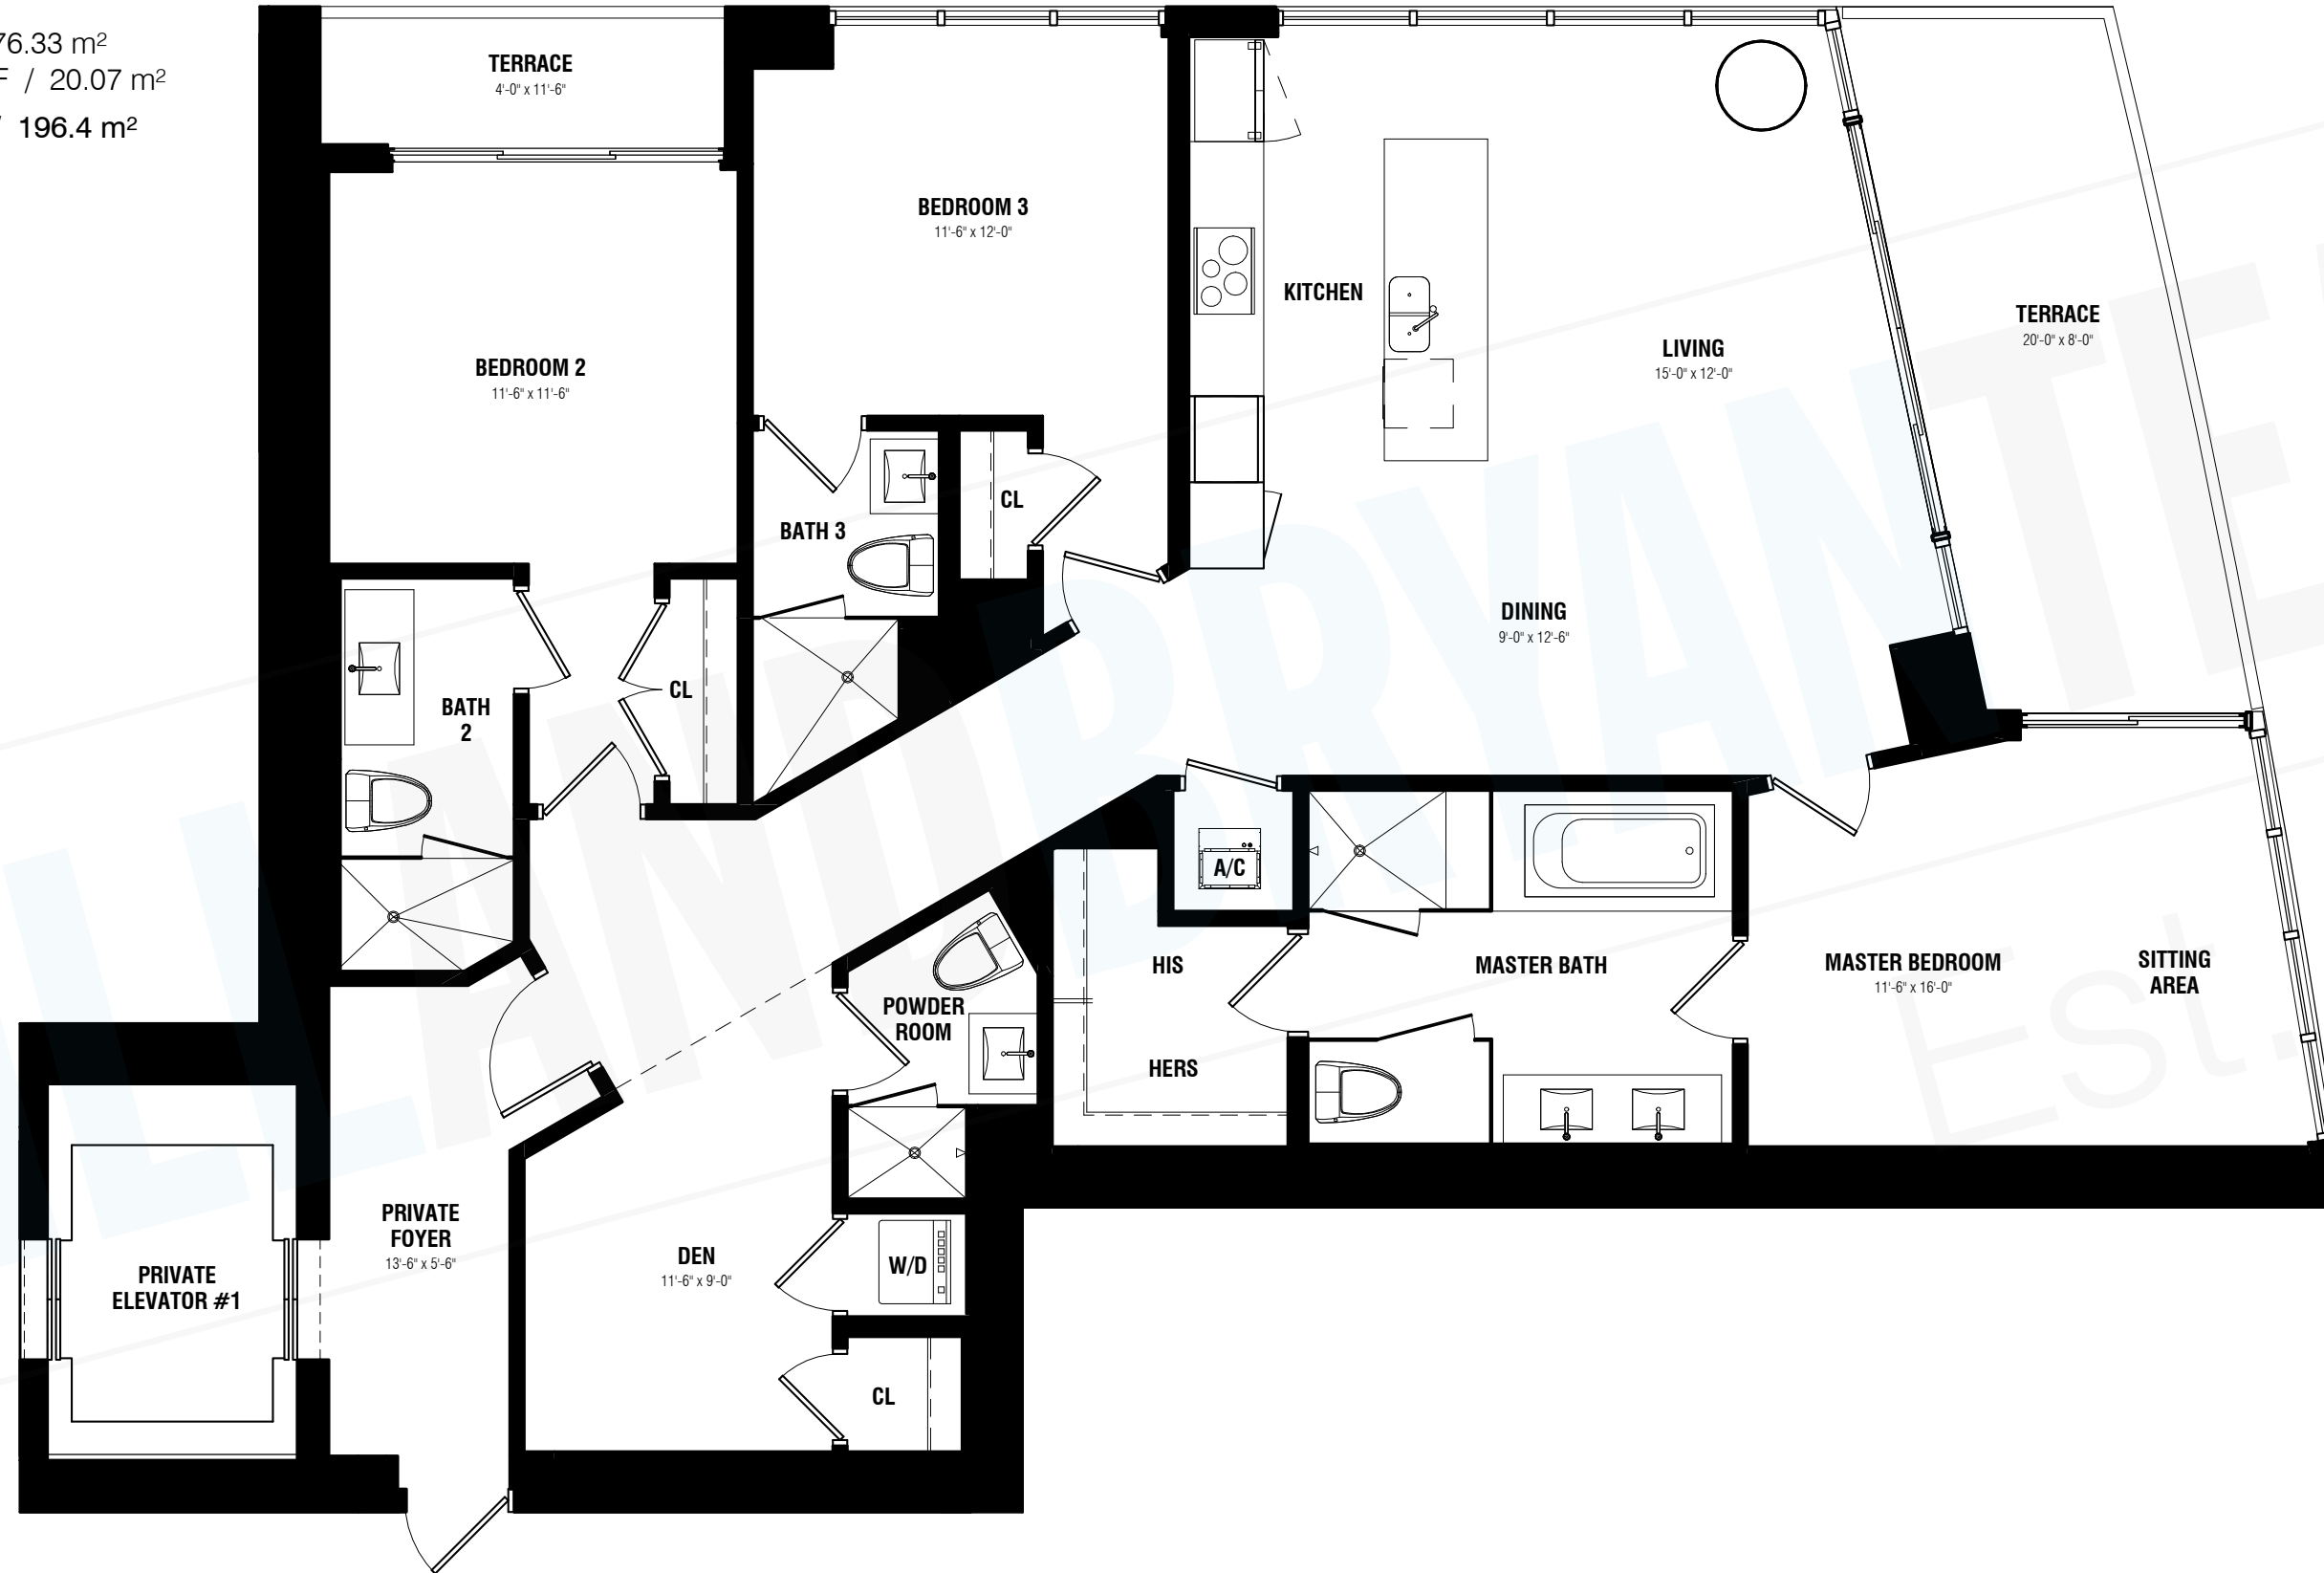 76.33 m²
F / 20.07 m²
/ 196.4 m²
TERRACE
4'-0" x 11'-6"
BEDROOM 3
11'-6" x 12'-0"
KITCHEN
TERRACE
20'-0" x 8'-0"
LIVING
15'-0" x 12'-0"
BEDROOM 2
11'-6" x 11'-6"
CL
BATH 3
DINING
9'-0" x 12'-6"
CL
BATH
2
A/C
HIS
MASTER BATH
MASTER BEDROOM
11'-6" x 16'-0"
SITTING
AREA
POWDER
ROOM
HERS
PRIVATE
FOYER
13'-6" x 5'-6"
DEN
11'-6" x 9'-0"
W/D
PRIVATE
ELEVATOR #1
CL
LLANDBRYANTE
Est.